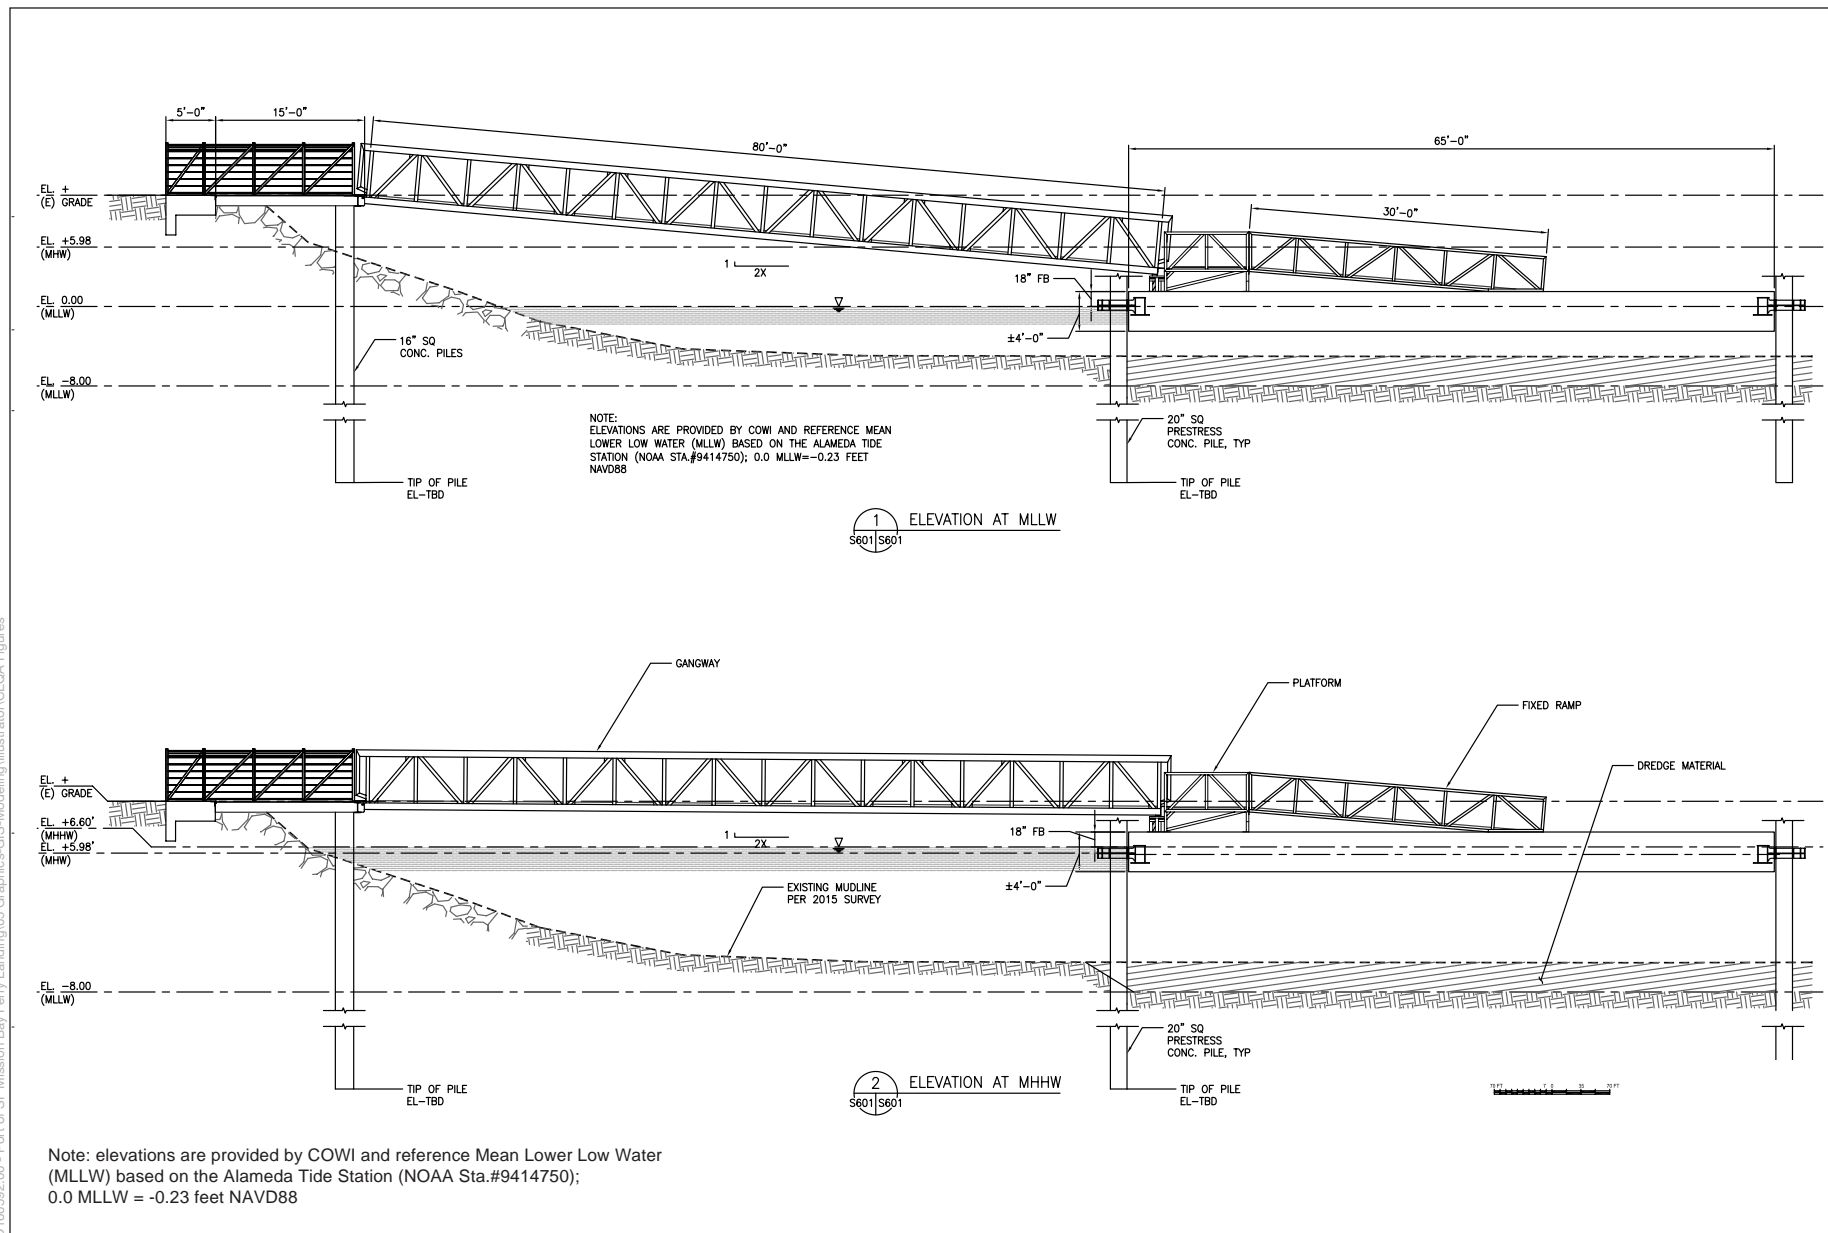 5'-0"
15'-0"
80'-0"
65'-0"
30'-0"
EL. +
(E) GRADE
EL. +5.98
(MHW)
EL. 0.00
(MLLW)
EL. -8.00
(MLLW)
1
2X
18" FB
±4'-0"
16" SQ
CONC. PILES
NOTE:
ELEVATIONS ARE PROVIDED BY COWI AND REFERENCE MEAN
LOWER LOW WATER (MLLW) BASED ON THE ALAMEDA TIDE
STATION (NOAA STA.#9414750); 0.0 MLLW=-0.23 FEET
NAVD88
20" SQ
PRESTRESS
CONC. PILE, TYP
TIP OF PILE
EL-TBD
TIP OF PILE
EL-TBD
1 ELEVATION AT MLLW
S601 S601
GANGWAY
PLATFORM
FIXED RAMP
DREDGE MATERIAL
EL. +
(E) GRADE
EL. +6.60'
(MHHW)
EL. +5.98'
(MHW)
EL. -8.00
(MLLW)
1
2X
18" FB
±4'-0"
EXISTING MUDLINE
PER 2015 SURVEY
20" SQ
PRESTRESS
CONC. PILE, TYP
TIP OF PILE
EL-TBD
TIP OF PILE
EL-TBD
2 ELEVATION AT MHHW
S601 S601
70 FT 7 0 35 70 FT
Note: elevations are provided by COWI and reference Mean Lower Low Water
(MLLW) based on the Alameda Tide Station (NOAA Sta.#9414750);
0.0 MLLW = -0.23 feet NAVD88